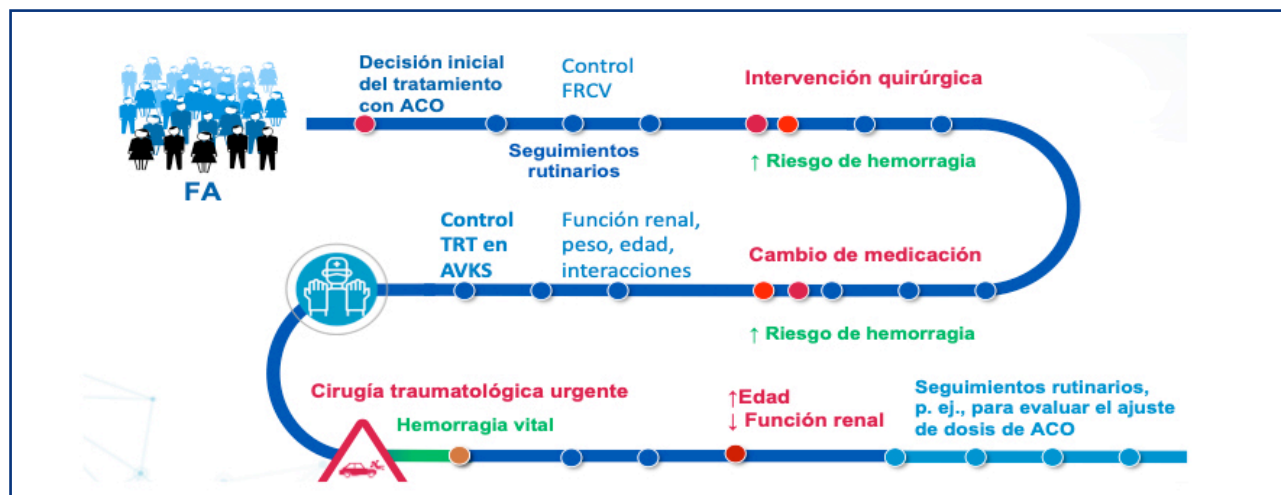 Decisión inicial
del tratamiento
con ACO
Control
FRCV
Intervención quirúrgica
Seguimientos
rutinarios
↑ Riesgo de hemorragia
FA
Control
TRT en
AVKS
Función renal,
peso, edad,
interacciones
Cambio de medicación
↑ Riesgo de hemorragia
Cirugía traumatológica urgente
Hemorragia vital
↑Edad
↓ Función renal
Seguimientos rutinarios,
p. ej., para evaluar el ajuste
de dosis de ACO